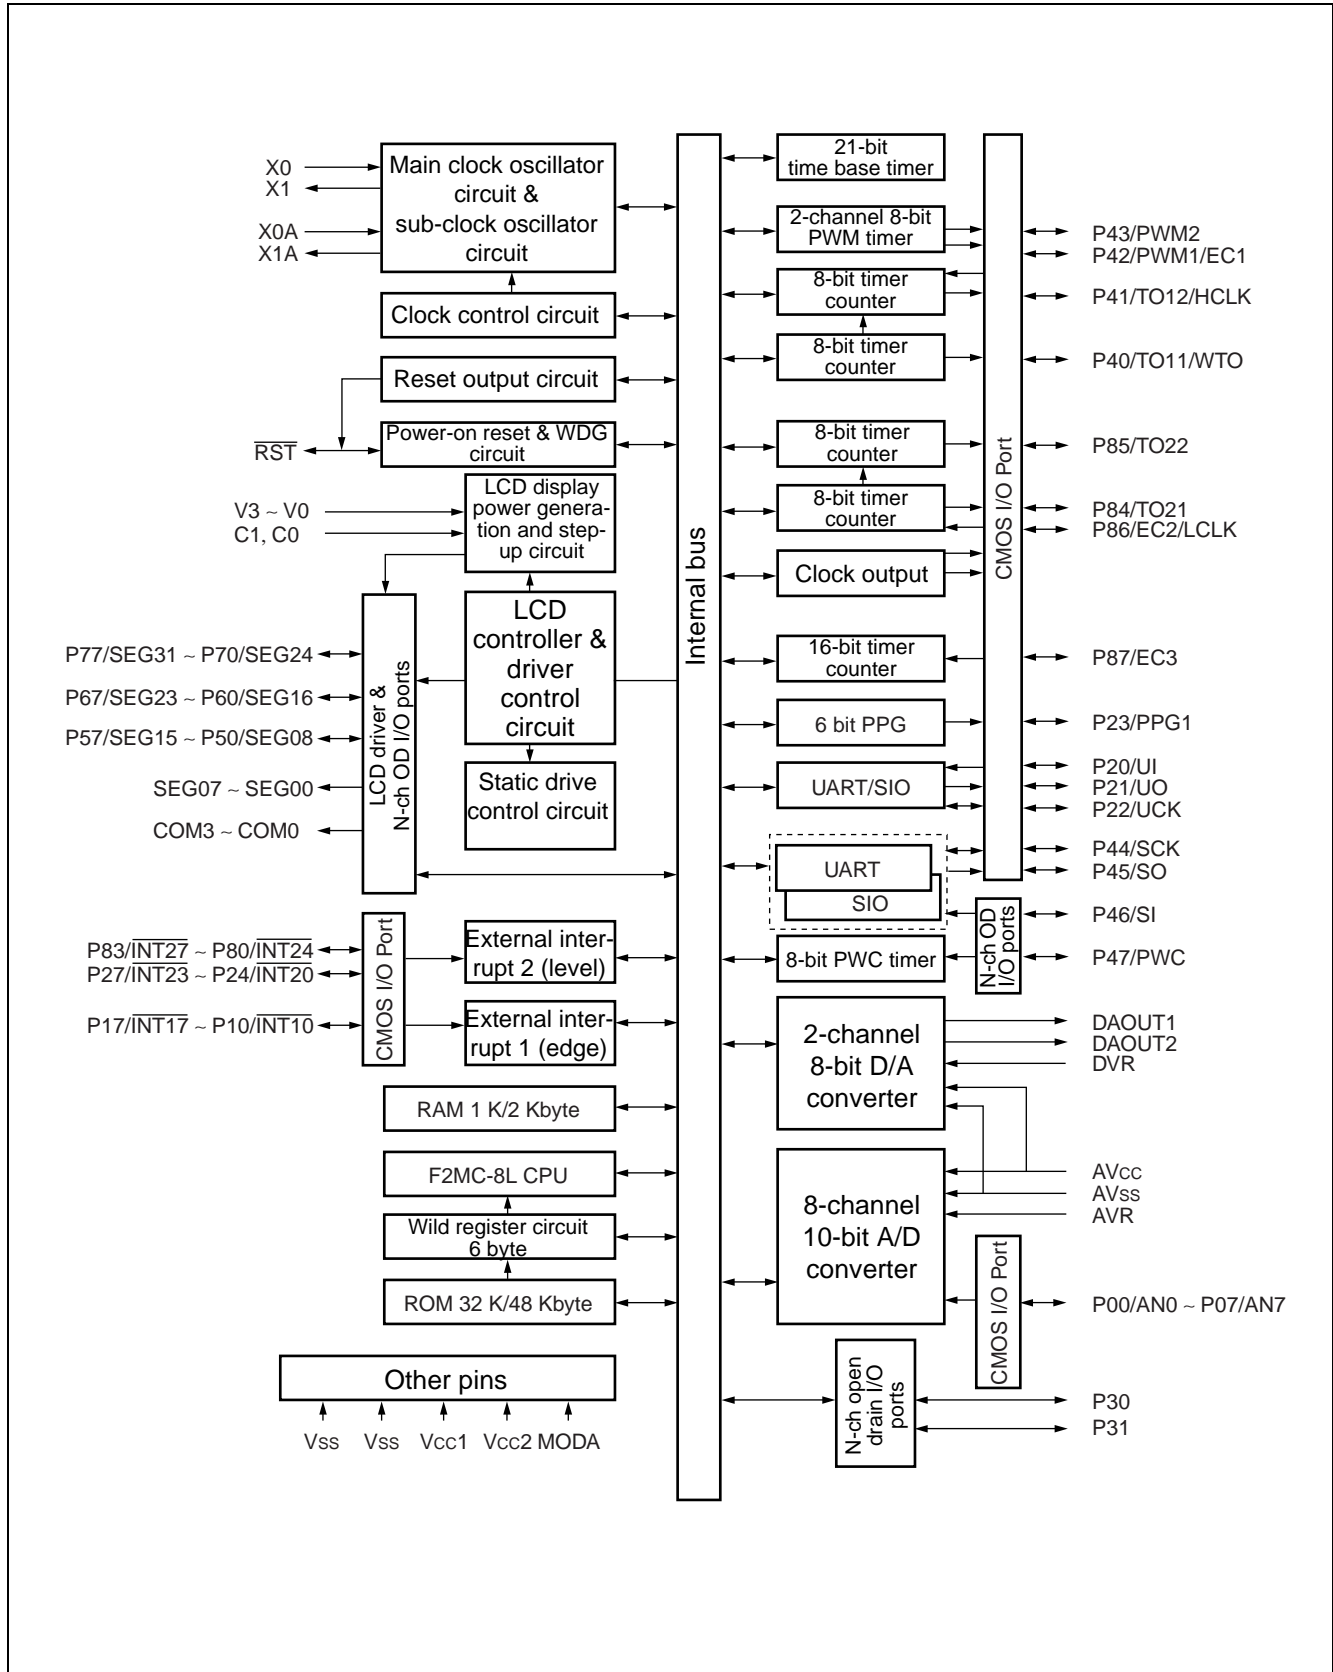 X0
X1
X0A
X1A
Main clock oscillator
circuit &
sub-clock oscillator
circuit
Clock control circuit
Reset output circuit
RST
Power-on reset & WDG
circuit
V3 ~ V0
C1, C0
LCD display
power genera-
tion and step-
up circuit
LCD
controller &
driver
control
circuit
Static drive
control circuit
P77/SEG31 ~ P70/SEG24
P67/SEG23 ~ P60/SEG16
P57/SEG15 ~ P50/SEG08
SEG07 ~ SEG00
COM3 ~ COM0
LCD driver &
N-ch OD I/O ports
P83/INT27 ~ P80/INT24
P27/INT23 ~ P24/INT20
P17/INT17 ~ P10/INT10
CMOS I/O Port
External inter-
rupt 2 (level)
External inter-
rupt 1 (edge)
RAM 1 K/2 Kbyte
F2MC-8L CPU
Wild register circuit
6 byte
ROM 32 K/48 Kbyte
Other pins
Vss Vss Vcc1 Vcc2 MODA
Internal bus
21-bit
time base timer
2-channel 8-bit
PWM timer
8-bit timer
counter
8-bit timer
counter
8-bit timer
counter
8-bit timer
counter
Clock output
16-bit timer
counter
6 bit PPG
UART/SIO
UART
SIO
8-bit PWC timer
2-channel
8-bit D/A
converter
8-channel
10-bit A/D
converter
N-ch open
drain I/O
ports
CMOS I/O Port
N-ch OD
I/O ports
CMOS I/O Port
P43/PWM2
P42/PWM1/EC1
P41/TO12/HCLK
P40/TO11/WTO
P85/TO22
P84/TO21
P86/EC2/LCLK
P87/EC3
P23/PPG1
P20/UI
P21/UO
P22/UCK
P44/SCK
P45/SO
P46/SI
P47/PWC
DAOUT1
DAOUT2
DVR
AVcc
AVss
AVR
P00/AN0 ~ P07/AN7
P30
P31